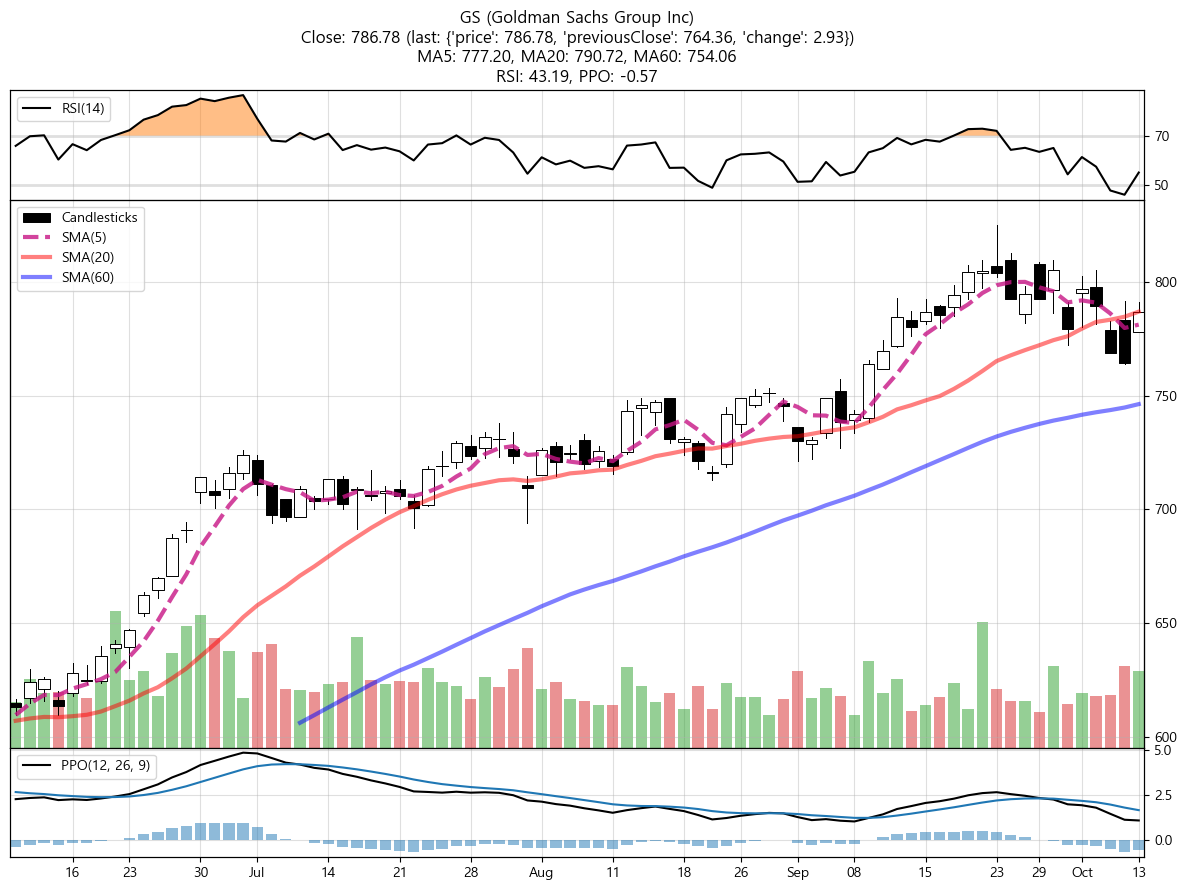 GS (Goldman Sachs Group Inc)
Close: 786.78 (last: {'price': 786.78, 'previousClose': 764.36, 'change': 2.93})
MA5: 777.20, MA20: 790.72, MA60: 754.06
RSI: 43.19, PPO: -0.57
RSI(14)
70
50
Candlesticks
SMA(5)
SMA(20)
SMA(60)
800
750
700
650
600
PPO(12, 26, 9)
5.0
2.5
0.0
16 23 30 Jul 14 21 28 Aug 11 18 26 Sep 08 15 23 29 Oct 13